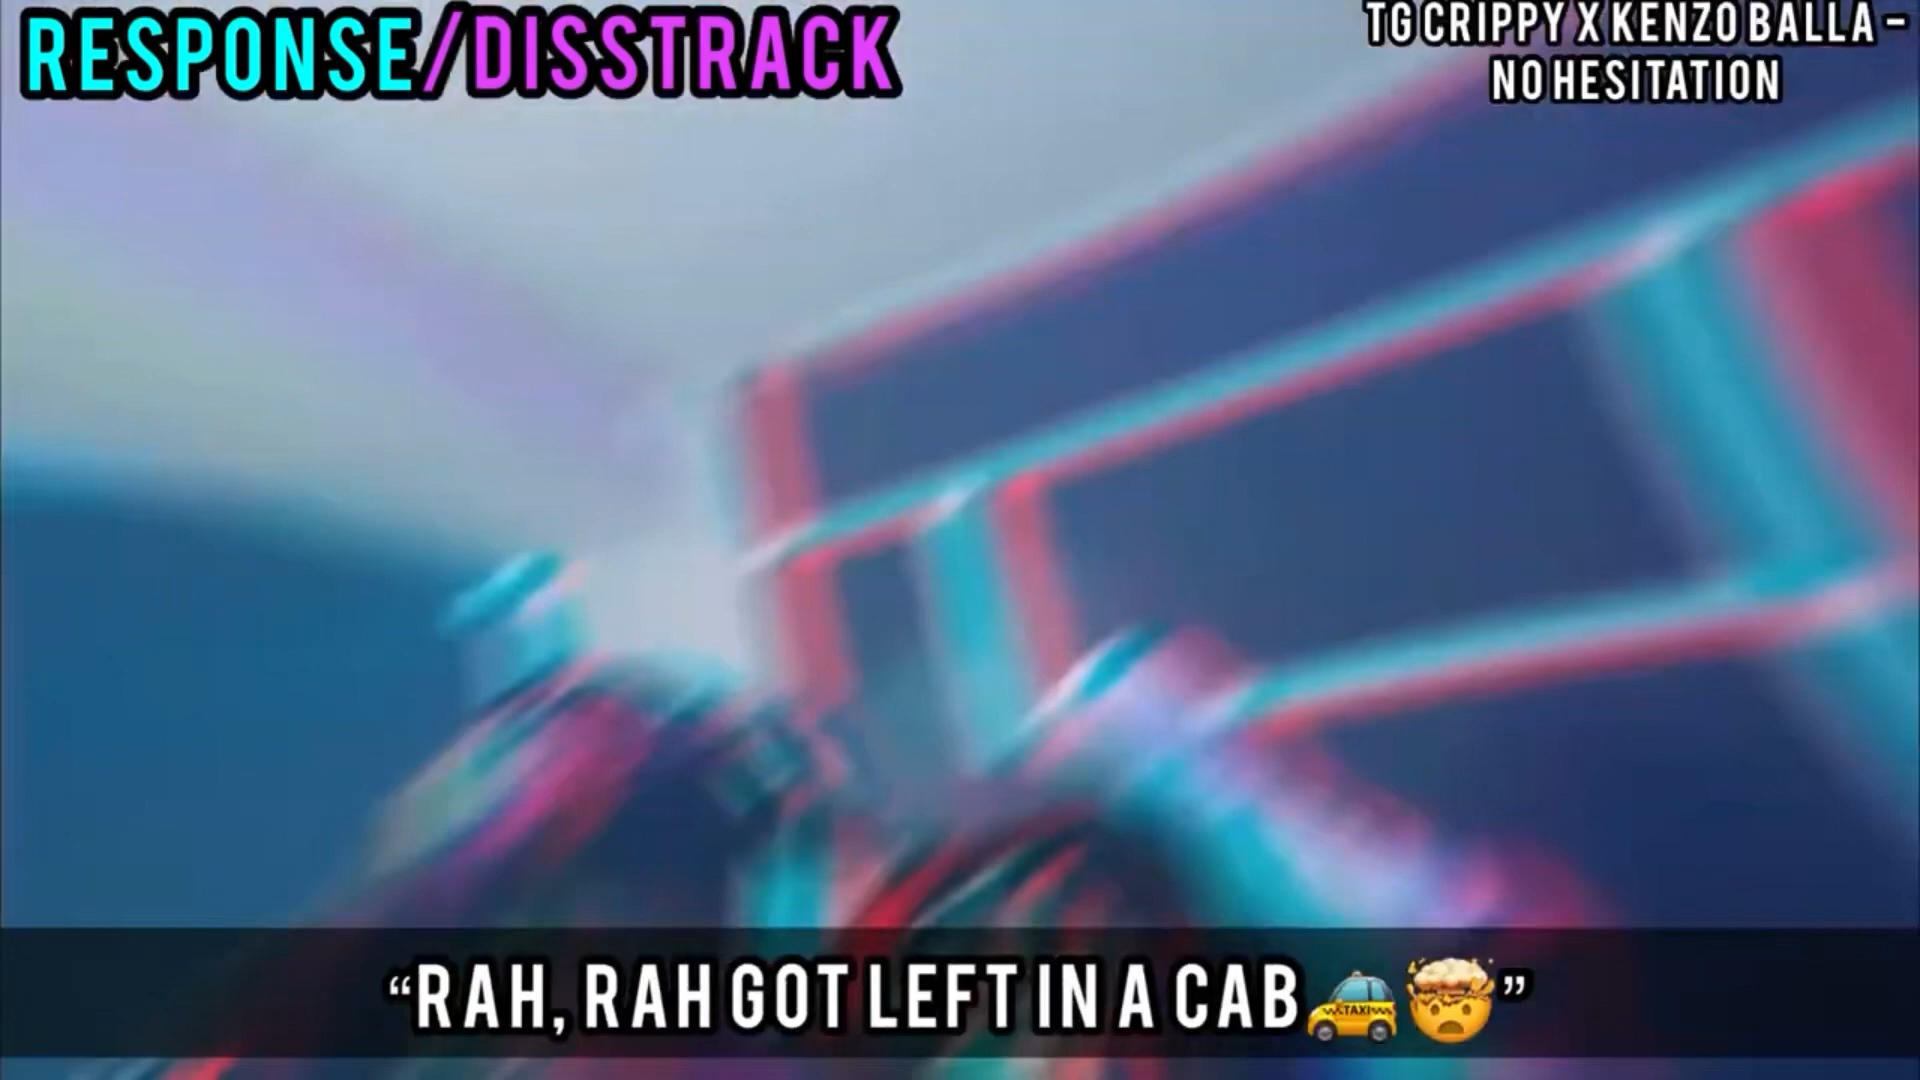 RESPONSE/DISSTRACK
TG CRIPPY X KENZO BALLA -
NO HESITATION
“RAH, RAH GOT LEFT IN A CAB 🚕🤯”